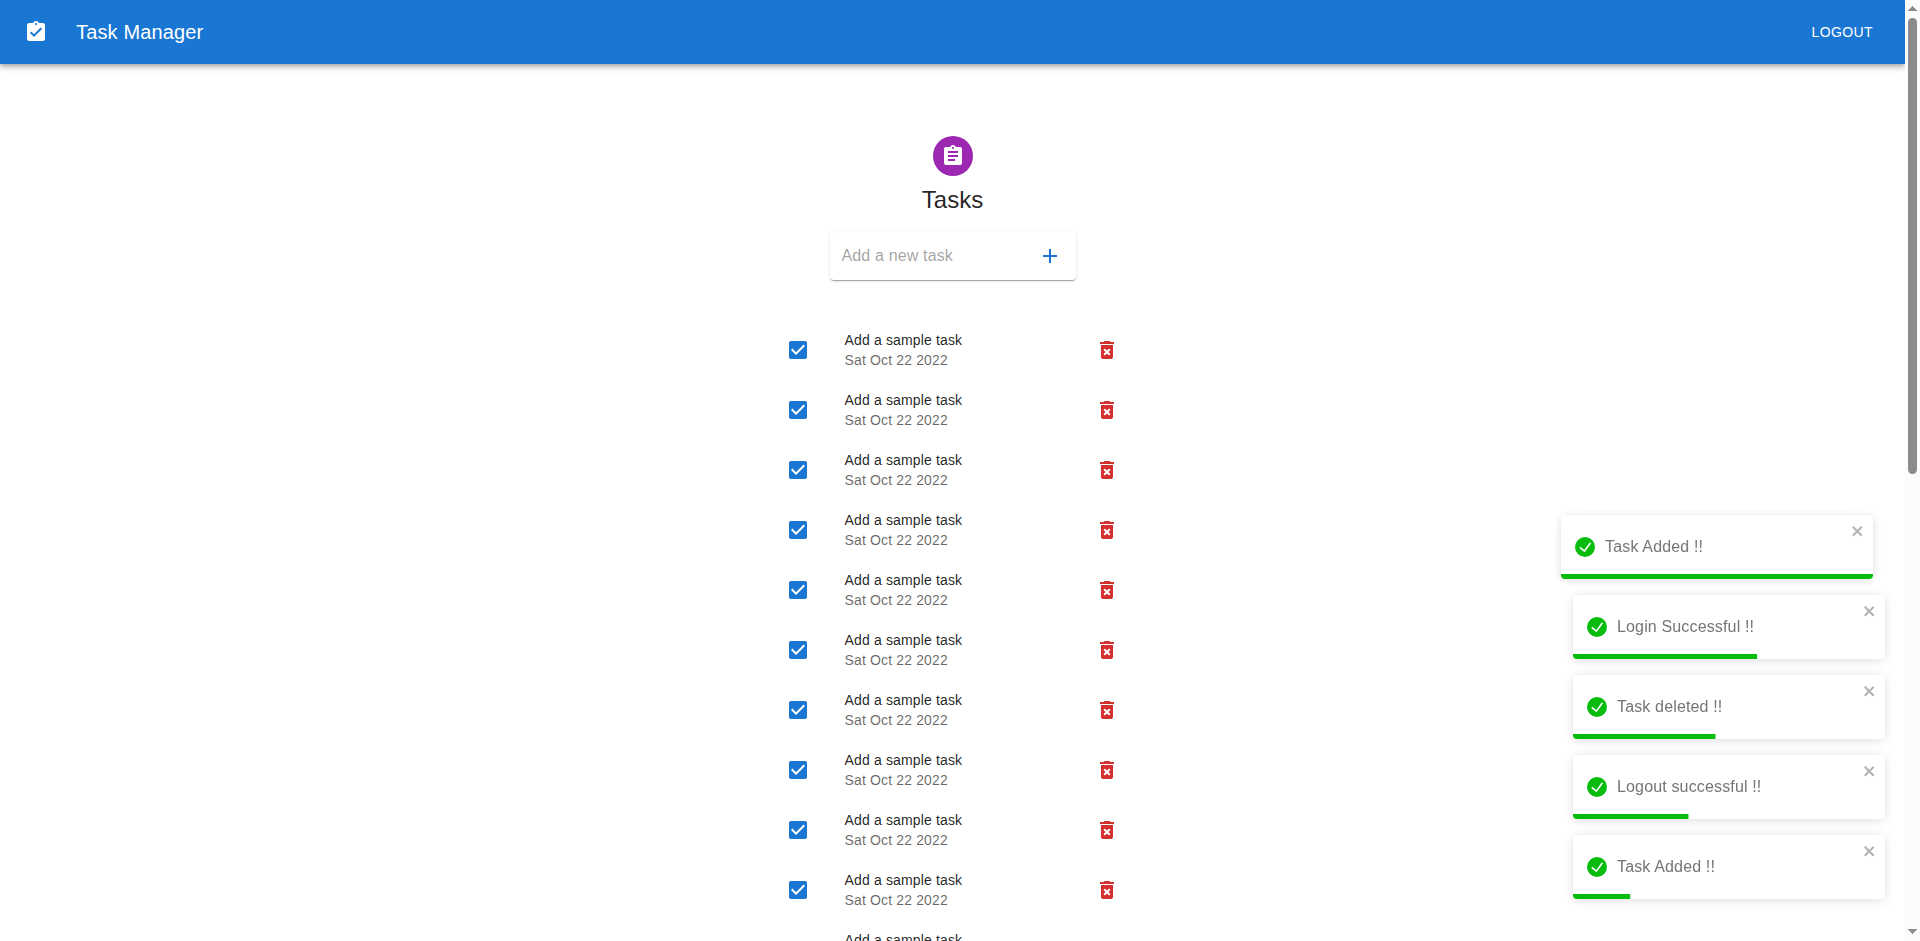 Task Manager
LOGOUT
Tasks
Add a new task
Add a sample task
Sat Oct 22 2022
Add a sample task
Sat Oct 22 2022
Add a sample task
Sat Oct 22 2022
Add a sample task
Sat Oct 22 2022
Add a sample task
Sat Oct 22 2022
Add a sample task
Sat Oct 22 2022
Add a sample task
Sat Oct 22 2022
Add a sample task
Sat Oct 22 2022
Add a sample task
Sat Oct 22 2022
Add a sample task
Sat Oct 22 2022
Add a sample task
Task Added !!
Login Successful !!
Task deleted !!
Logout successful !!
Task Added !!